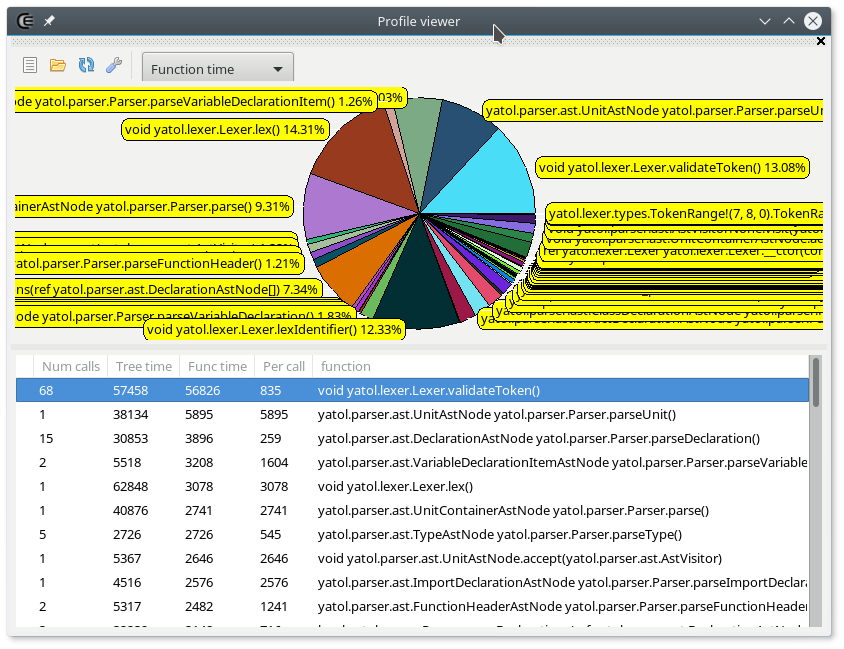 Profile viewer
Function time
ode yatol.parser.Parser.parseVariableDeclarationItem() 1.26%
03%
yatol.parser.ast.UnitAstNode yatol.parser.Parser.parseUn
void yatol.lexer.Lexer.lex() 14.31%
void yatol.lexer.Lexer.validateToken() 13.08%
ainerAstNode yatol.parser.Parser.parse() 9.31%
yatol.lexer.types.TokenRange!(7, 8, 0).TokenRa
yatol.parser.Parser.parseFunctionHeader() 1.21%
ns(ref yatol.parser.ast.DeclarationAstNode[]) 7.34%
ode yatol.parser.Parser.parseVariableDeclaration() 1.83%
void yatol.lexer.Lexer.lexIdentifier() 12.33%
Num calls Tree time Func time Per call function
68 57458 56826 835 void yatol.lexer.Lexer.validateToken()
1 38134 5895 5895 yatol.parser.ast.UnitAstNode yatol.parser.Parser.parseUnit()
15 30853 3896 259 yatol.parser.ast.DeclarationAstNode yatol.parser.Parser.parseDeclaration()
2 5518 3208 1604 yatol.parser.ast.VariableDeclarationItemAstNode yatol.parser.Parser.parseVariable
1 62848 3078 3078 void yatol.lexer.Lexer.lex()
1 40876 2741 2741 yatol.parser.ast.UnitContainerAstNode yatol.parser.Parser.parse()
5 2726 2726 545 yatol.parser.ast.TypeAstNode yatol.parser.Parser.parseType()
1 5367 2646 2646 void yatol.parser.ast.UnitAstNode.accept(yatol.parser.ast.AstVisitor)
1 4516 2576 2576 yatol.parser.ast.ImportDeclarationAstNode yatol.parser.Parser.parseImportDeclara
2 5317 2482 1241 yatol.parser.ast.FunctionHeaderAstNode yatol.parser.Parser.parseFunctionHeade